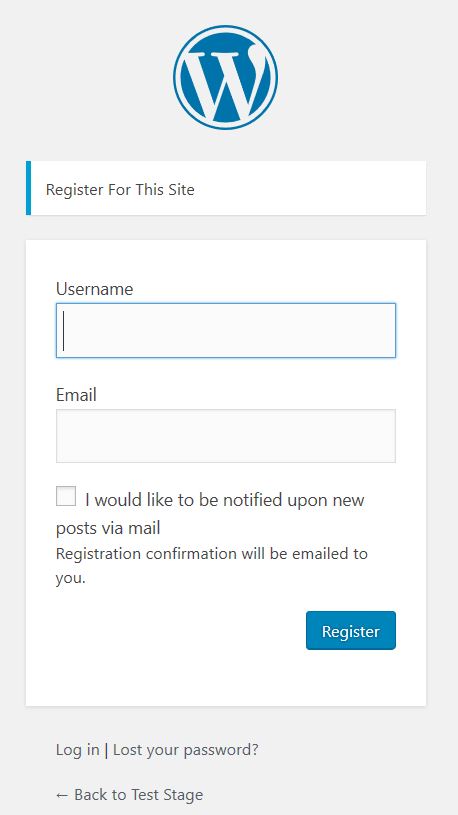 Register For This Site
Username
Email
I would like to be notified upon new
posts via mail
Registration confirmation will be emailed to
you.
Register
Log in | Lost your password?
← Back to Test Stage